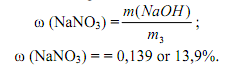 ω (NaNO₃) = m(NaOH) / m₃ ;
ω (NaNO₃) = = 0,139 or 13,9%.